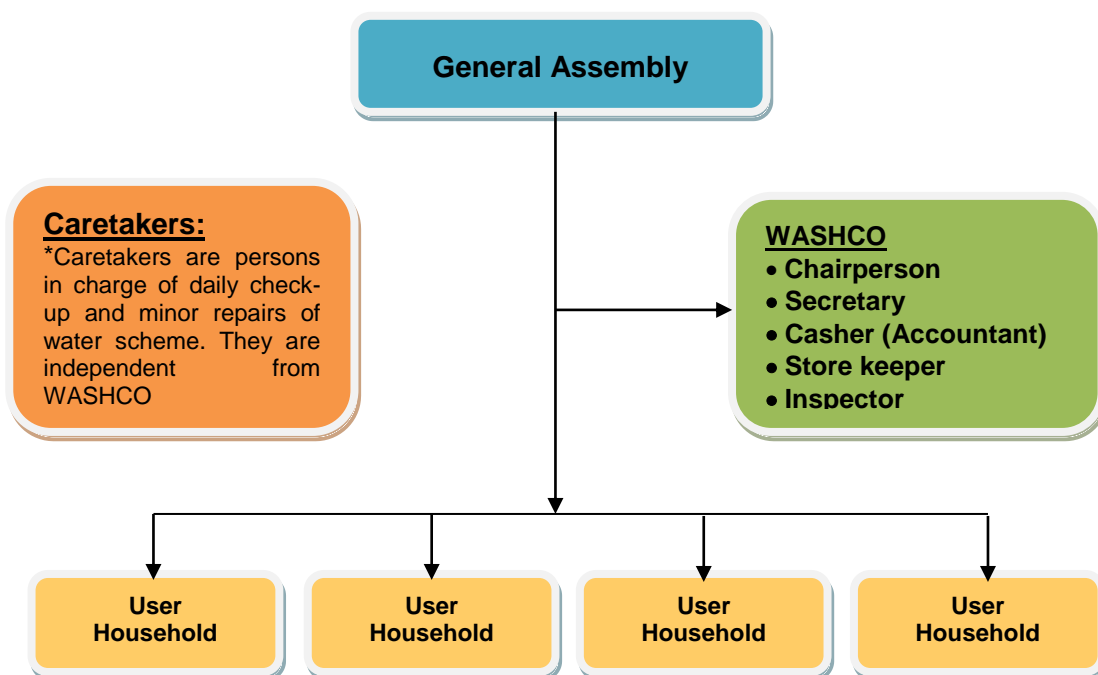 General Assembly
Caretakers:
*Caretakers are persons
in charge of daily check-
up and minor repairs of
water scheme. They are
independent from
WASHCO
WASHCO
• Chairperson
• Secretary
• Casher (Accountant)
• Store keeper
• Inspector
User
Household
User
Household
User
Household
User
Household